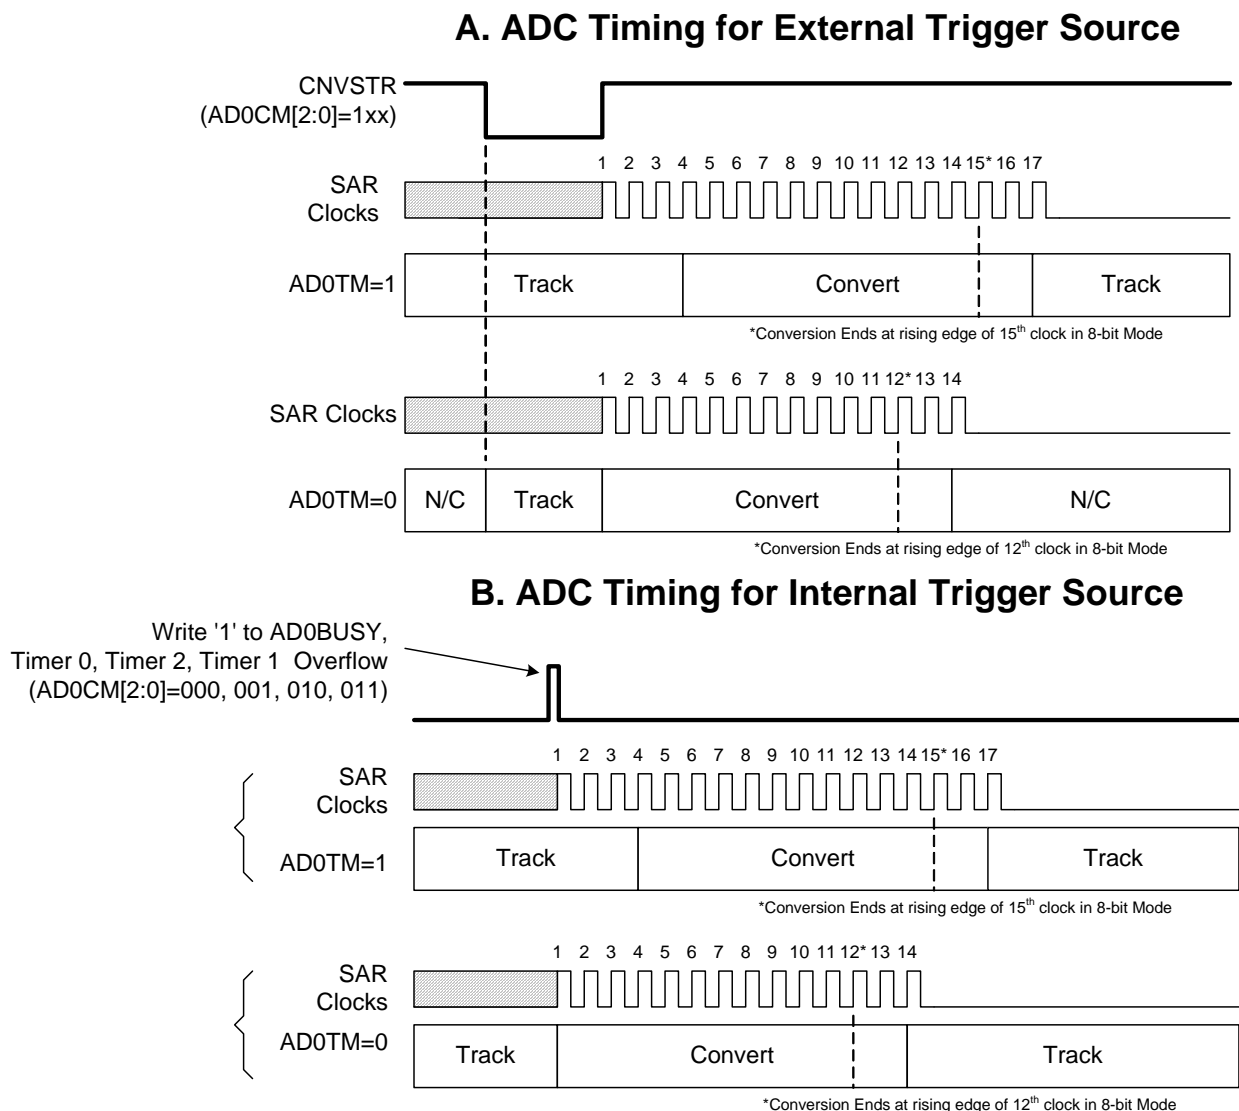 A. ADC Timing for External Trigger Source
CNVSTR
(AD0CM[2:0]=1xx)
1 2 3 4 5 6 7 8 9 10 11 12 13 14 15* 16 17
SAR
Clocks
AD0TM=1 Track Convert Track
*Conversion Ends at rising edge of 15th clock in 8-bit Mode
1 2 3 4 5 6 7 8 9 10 11 12* 13 14
SAR Clocks
AD0TM=0 N/C Track Convert N/C
*Conversion Ends at rising edge of 12th clock in 8-bit Mode
B. ADC Timing for Internal Trigger Source
Write '1' to AD0BUSY,
Timer 0, Timer 2, Timer 1 Overflow
(AD0CM[2:0]=000, 001, 010, 011)
1 2 3 4 5 6 7 8 9 10 11 12 13 14 15* 16 17
SAR
Clocks
AD0TM=1 Track Convert Track
*Conversion Ends at rising edge of 15th clock in 8-bit Mode
1 2 3 4 5 6 7 8 9 10 11 12* 13 14
SAR
Clocks
AD0TM=0 Track Convert Track
*Conversion Ends at rising edge of 12th clock in 8-bit Mode